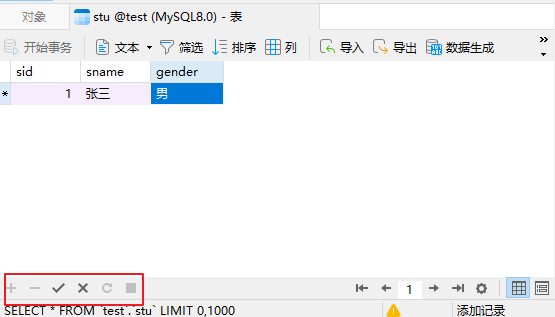 对象 stu @test (MySQL8.0) - 表
开始事务 文本 筛选 排序 列 导入 导出 数据生成
sid sname gender
* 1 张三 男
1
SELECT * FROM `test`.`stu` LIMIT 0,1000 添加记录